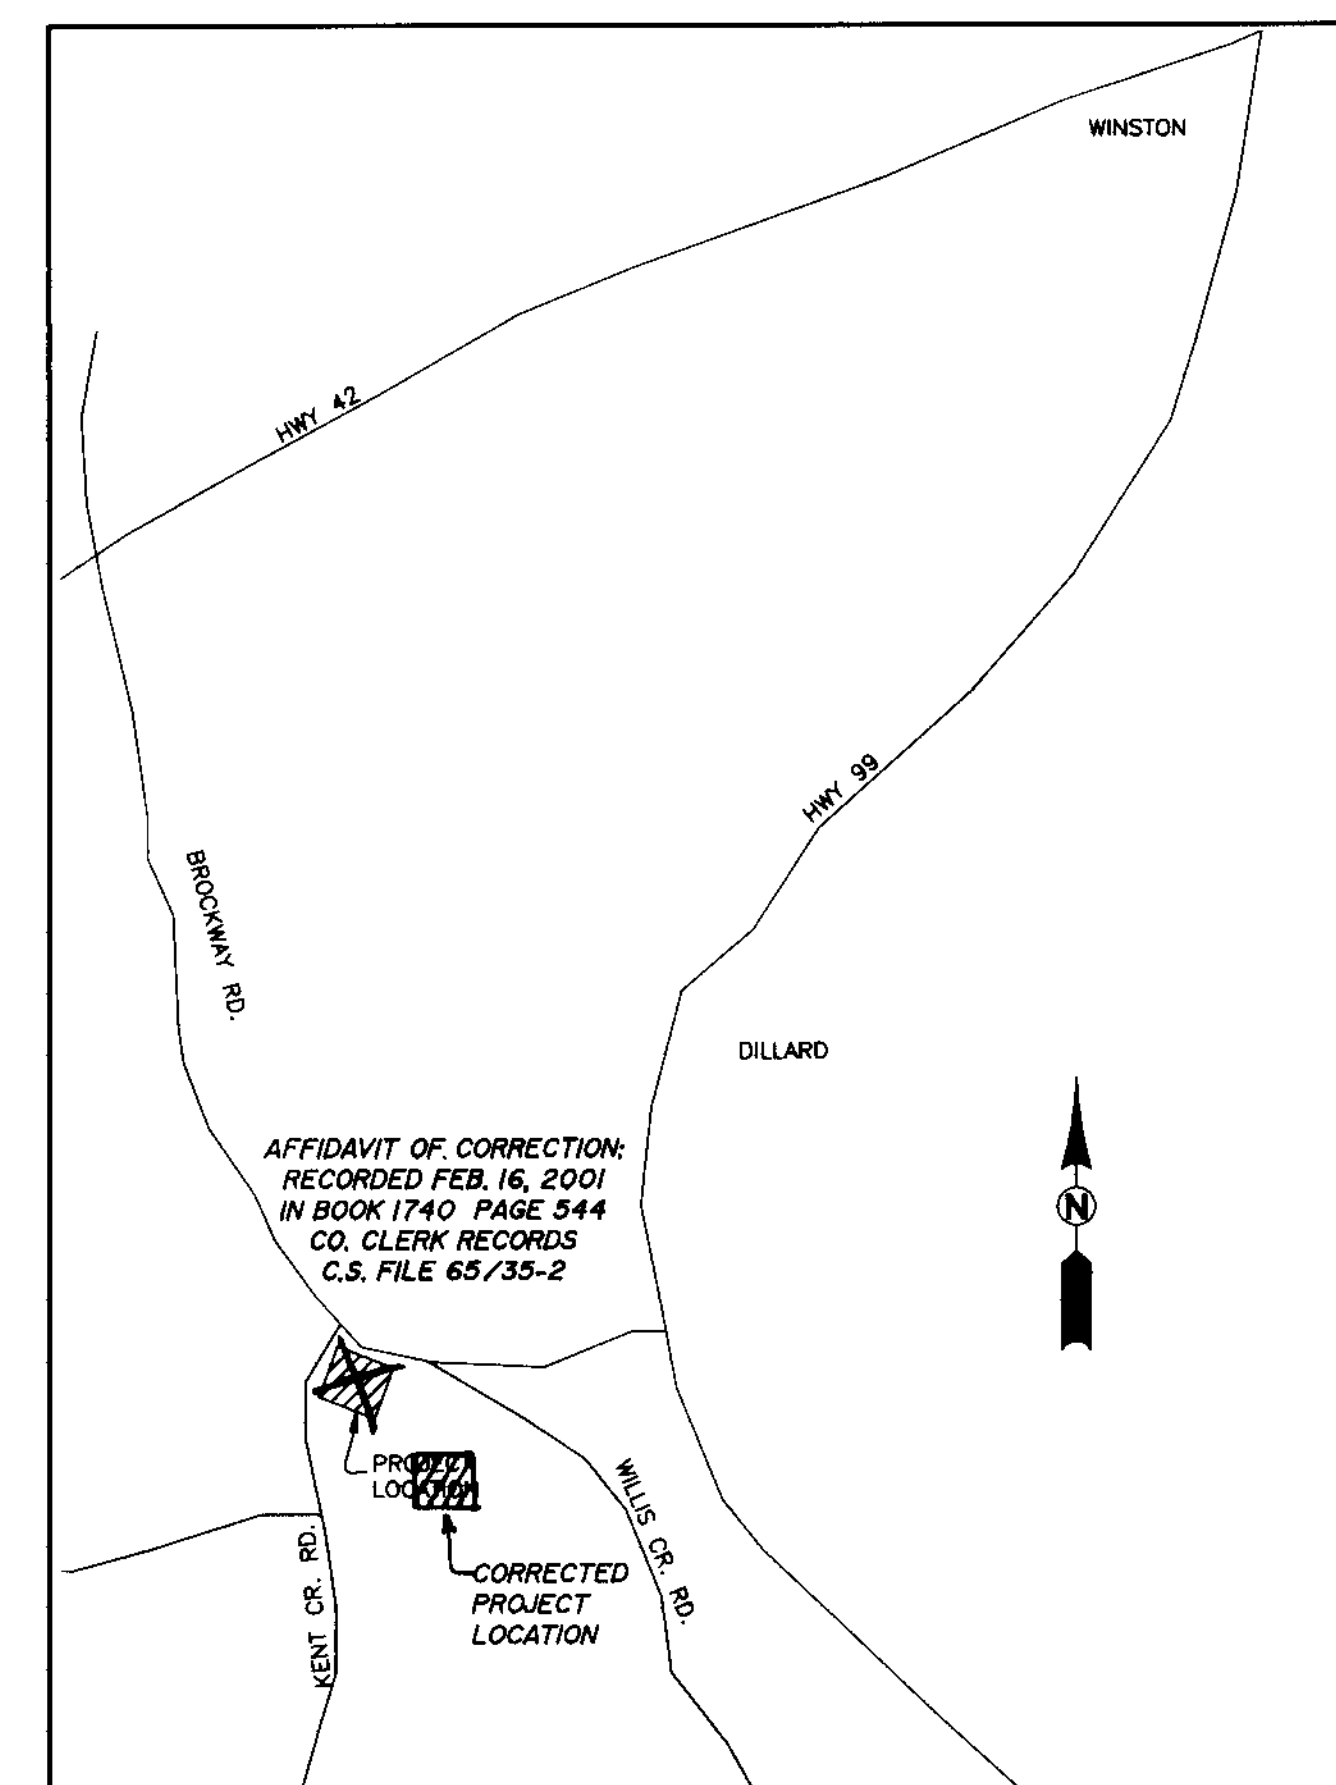 WINSTON
HWY 42
HWY 99
BROCKWAY RD.
DILLARD
AFFIDAVIT OF. CORRECTION:
RECORDED FEB. 16, 2001
IN BOOK 1740 PAGE 544
CO. CLERK RECORDS
C.S. FILE 65/35-2
N
PROJECT
LOCATION
WILLIS CR. RD.
KENT CR. RD.
CORRECTED
PROJECT
LOCATION